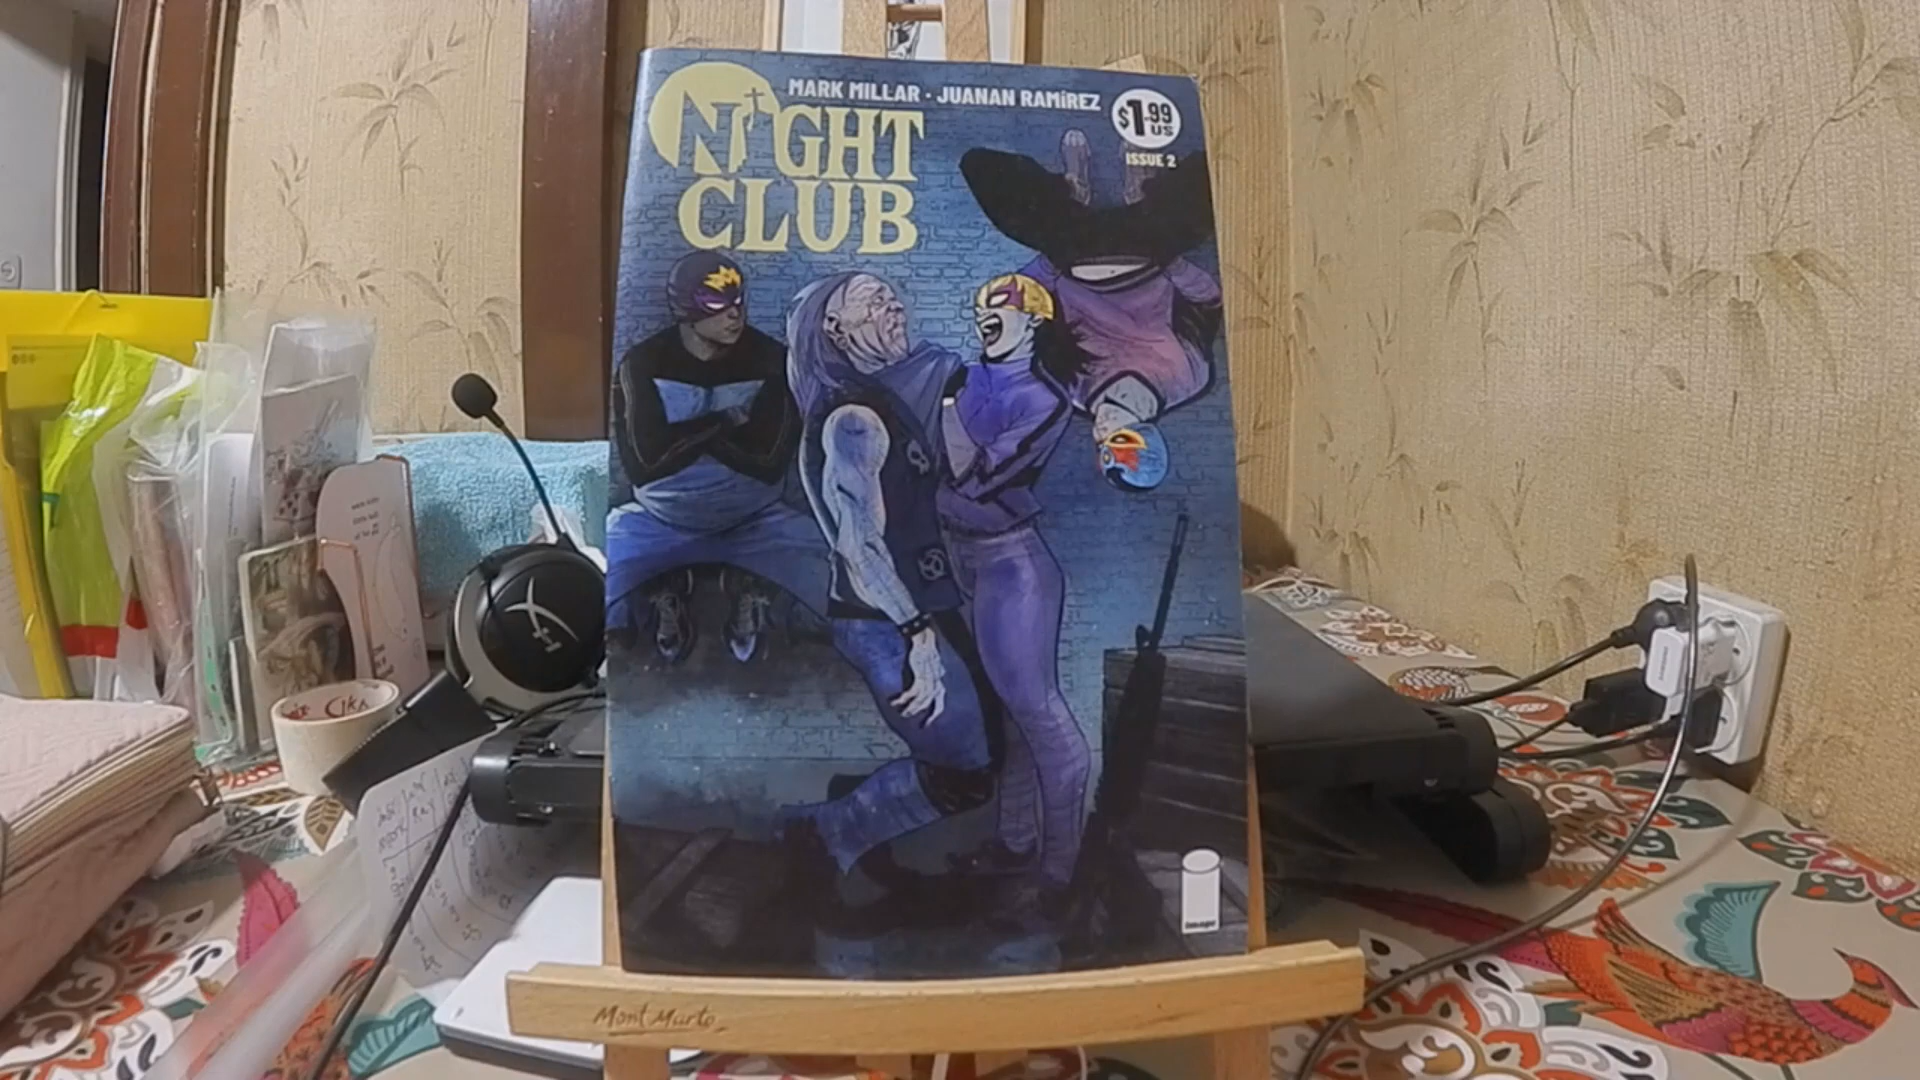 MARK MILLAR · JUANAN RAMÍREZ
$1.99
US
ISSUE 2
NIGHT
CLUB
image
Mont Marte